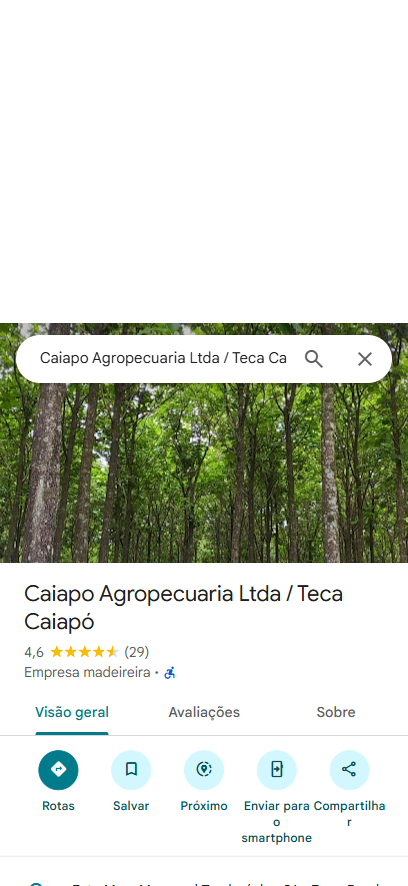 Caiapo Agropecuaria Ltda / Teca Ca
Caiapo Agropecuaria Ltda / Teca
Caiapó
4,6 (29)
Empresa madeireira ·
Visão geral Avaliações Sobre
Rotas Salvar Próximo Enviar para o smartphone Compartilhar